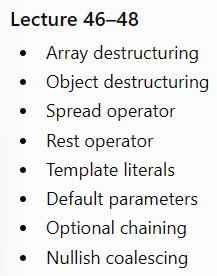 Lecture 46–48
• Array destructuring
• Object destructuring
• Spread operator
• Rest operator
• Template literals
• Default parameters
• Optional chaining
• Nullish coalescing